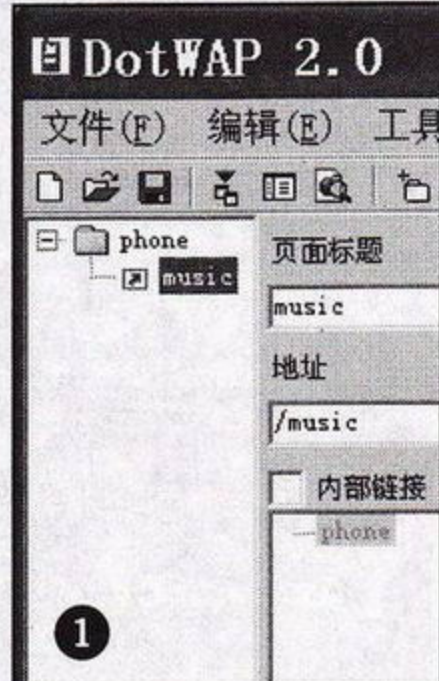 DotWAP 2.0
文件(F) 编辑(E) 工具
phone
music
页面标题
music
地址
/music
内部链接
phone
1